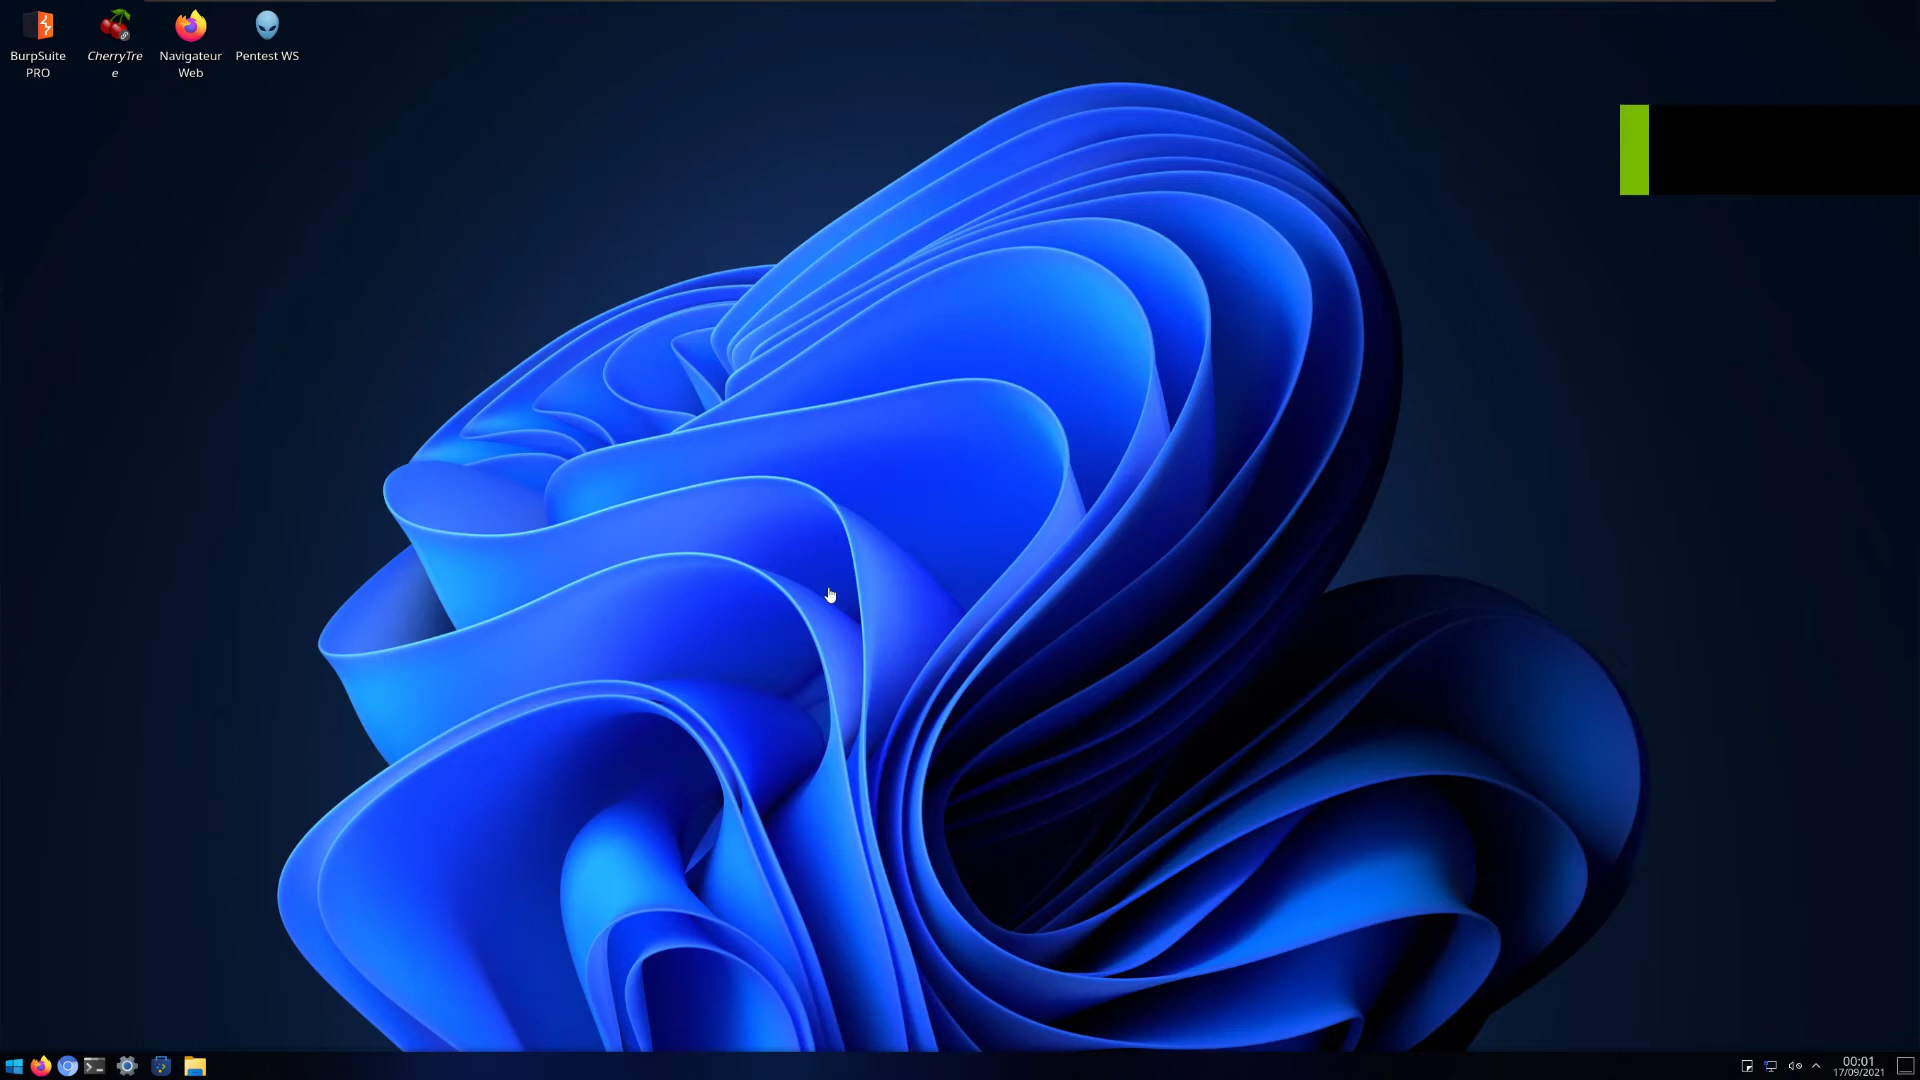 BurpSuite
PRO
CherryTre
e
Navigateur
Web
Pentest WS
00:01
17/09/2021